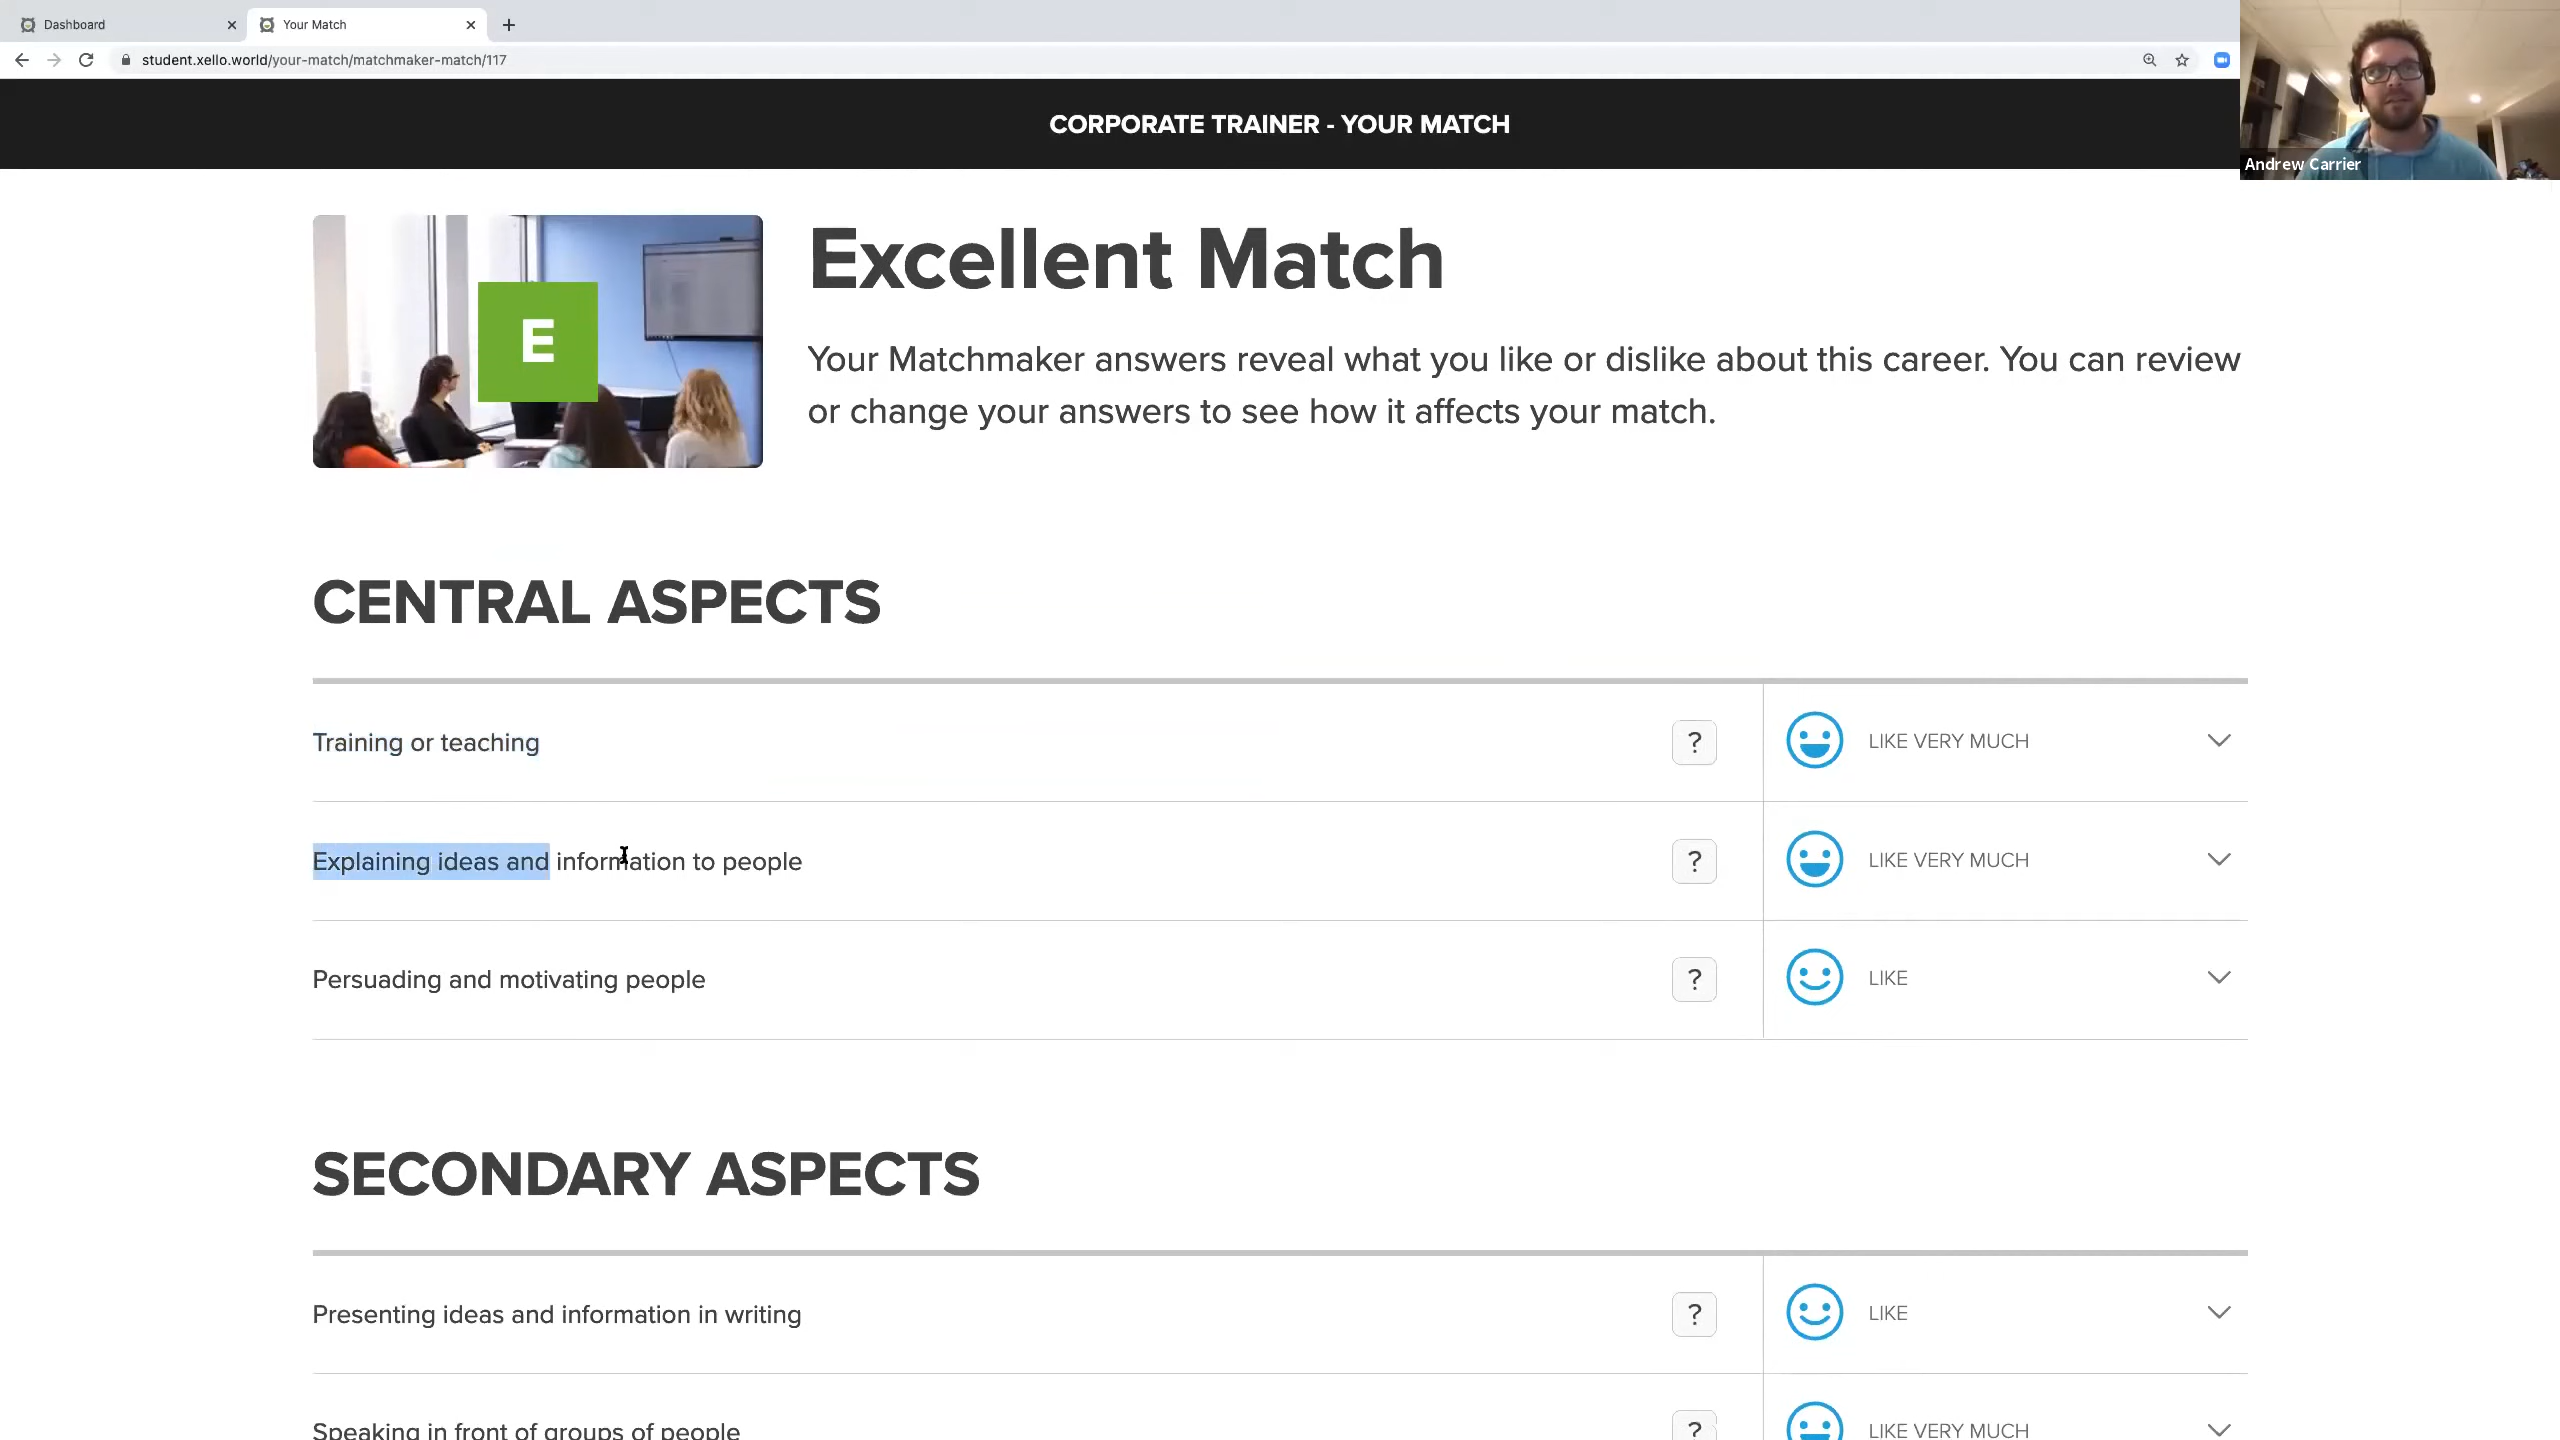 Dashboard
Your Match
student.xello.world/your-match/matchmaker-match/117
Andrew Carrier
CORPORATE TRAINER - YOUR MATCH
E
Excellent Match
Your Matchmaker answers reveal what you like or dislike about this career. You can review
or change your answers to see how it affects your match.
CENTRAL ASPECTS
Training or teaching ? LIKE VERY MUCH
Explaining ideas and information to people ? LIKE VERY MUCH
Persuading and motivating people ? LIKE
SECONDARY ASPECTS
Presenting ideas and information in writing ? LIKE
Speaking in front of groups of people ? LIKE VERY MUCH